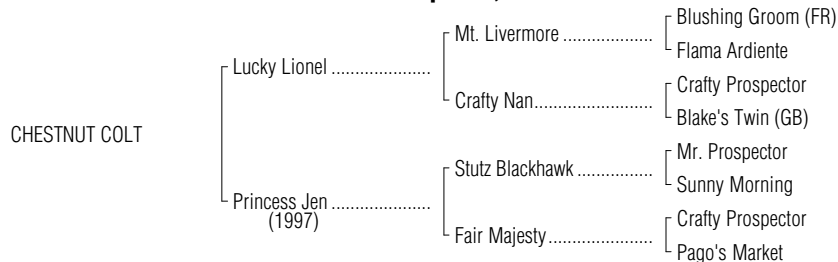 Blushing Groom (FR)
Mt. Livermore ..................
Flama Ardiente
Lucky Lionel .....................
Crafty Prospector
Crafty Nan.......................
Blake's Twin (GB)
CHESTNUT COLT
Mr. Prospector
Stutz Blackhawk ...............
Sunny Morning
Princess Jen .....................
(1997)
Crafty Prospector
Fair Majesty.....................
Pago's Market